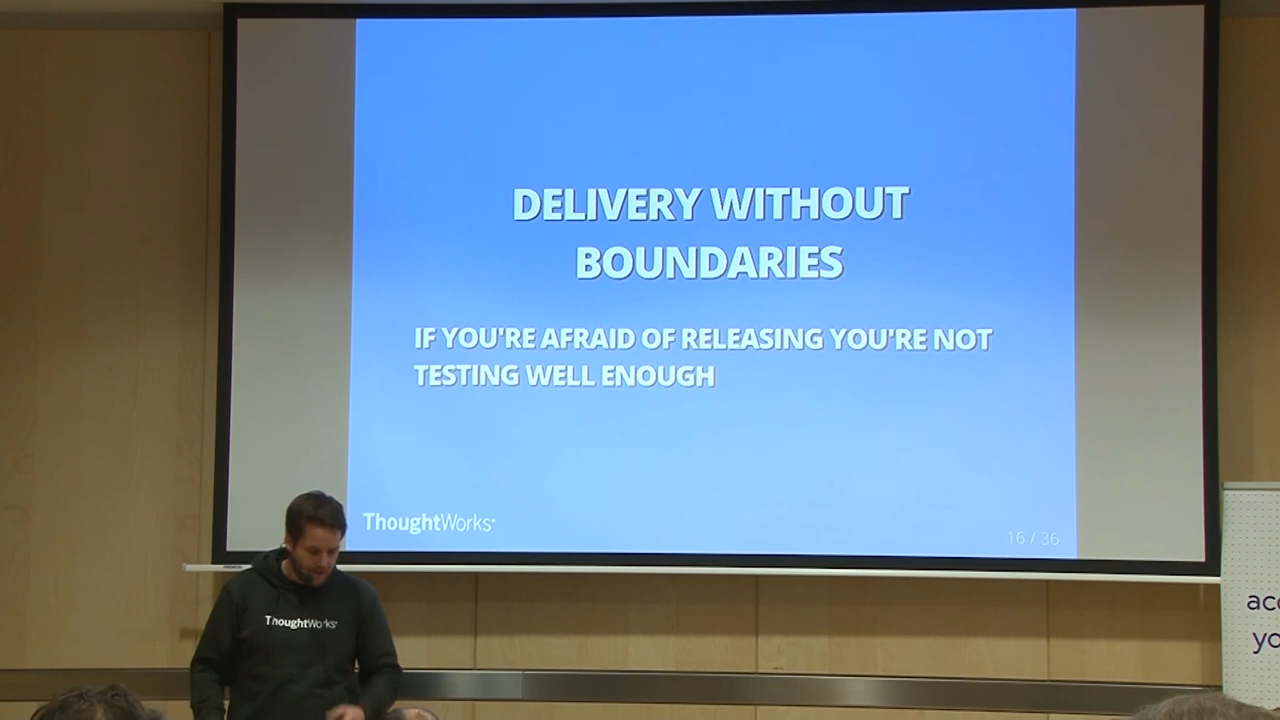 DELIVERY WITHOUT
BOUNDARIES
IF YOU'RE AFRAID OF RELEASING YOU'RE NOT
TESTING WELL ENOUGH
ThoughtWorks
16 / 36
ThoughtWorks